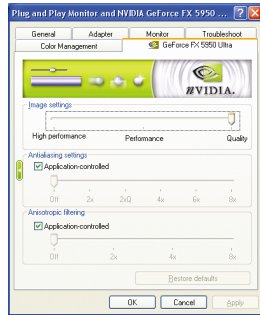 Plug and Play Monitor and NVIDIA GeForce FX 5950 ...
General Adapter Monitor Troubleshoot
Color Management GeForce FX 5950 Ultra
NVIDIA.
Image settings
High performance Performance Quality
Antialiasing settings
Application-controlled
Off 2x 2xQ 4x 6x 8x
Anisotropic filtering
Application-controlled
Off 2x 4x 8x
Restore defaults
OK Cancel Apply